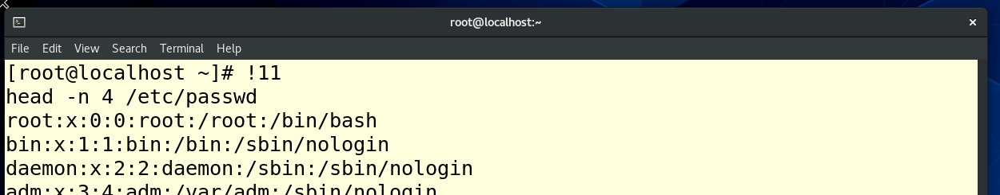 root@localhost:~
File Edit View Search Terminal Help
[root@localhost ~]# !11
head -n 4 /etc/passwd
root:x:0:0:root:/root:/bin/bash
bin:x:1:1:bin:/bin:/sbin/nologin
daemon:x:2:2:daemon:/sbin:/sbin/nologin
adm:x:3:4:adm:/var/adm:/sbin/nologin